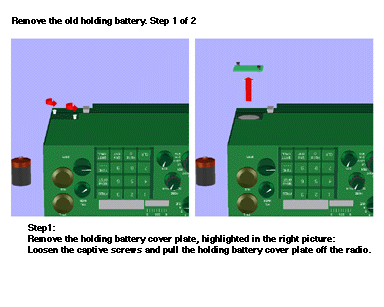 Remove the old holding battery. Step 1 of 2
Step1:
Remove the holding battery cover plate, highlighted in the right picture:
Loosen the captive screws and pull the holding battery cover plate off the radio.